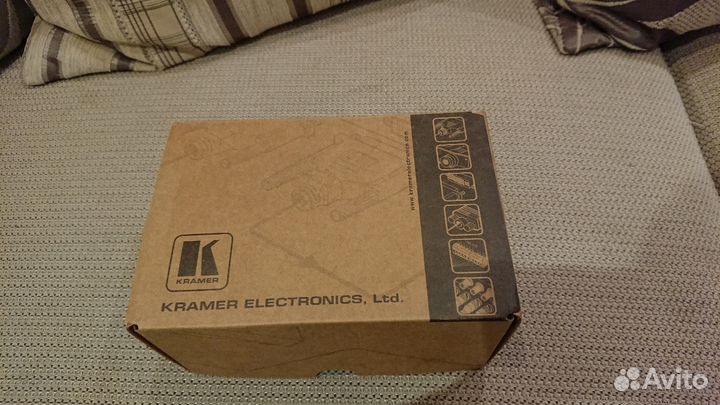 www.kramerelectronics.com
K
KRAMER
KRAMER ELECTRONICS, Ltd.
Avito